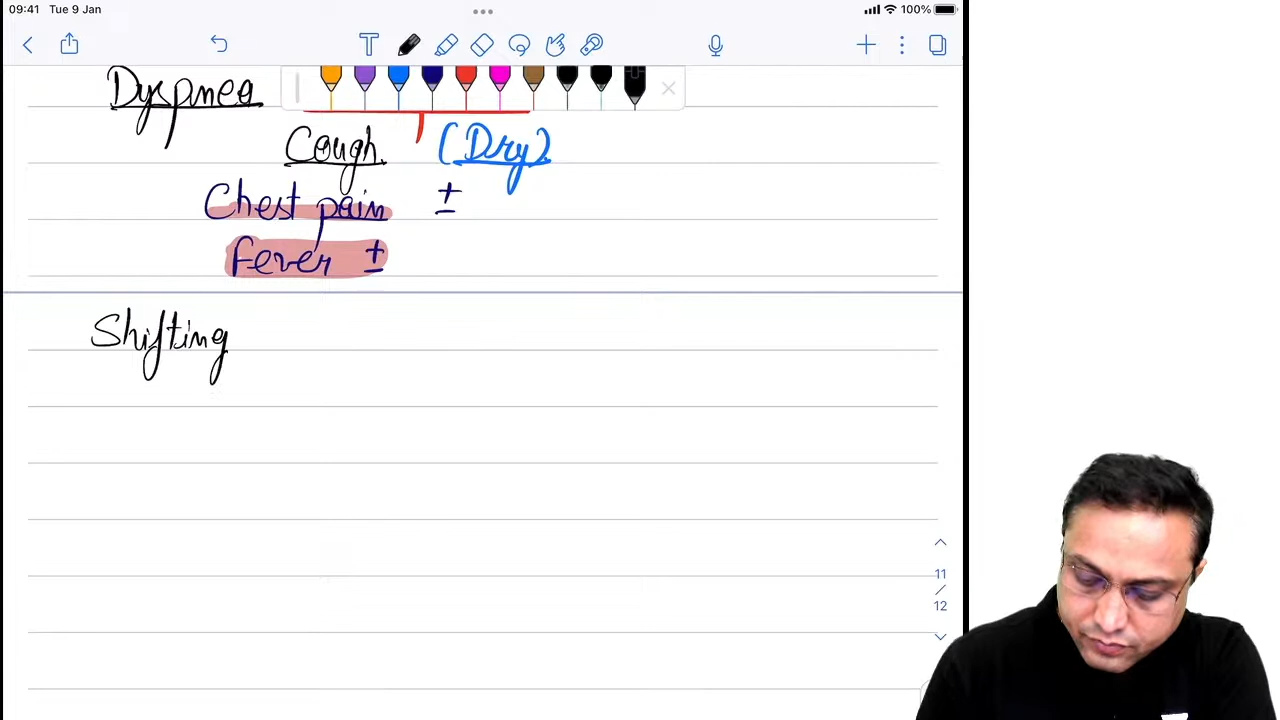 09:41 Tue 9 Jan 100%
T
Dyspnea
Cough. (Dry).
Chest pain ±
Fever ±
Shifting
11
/
12